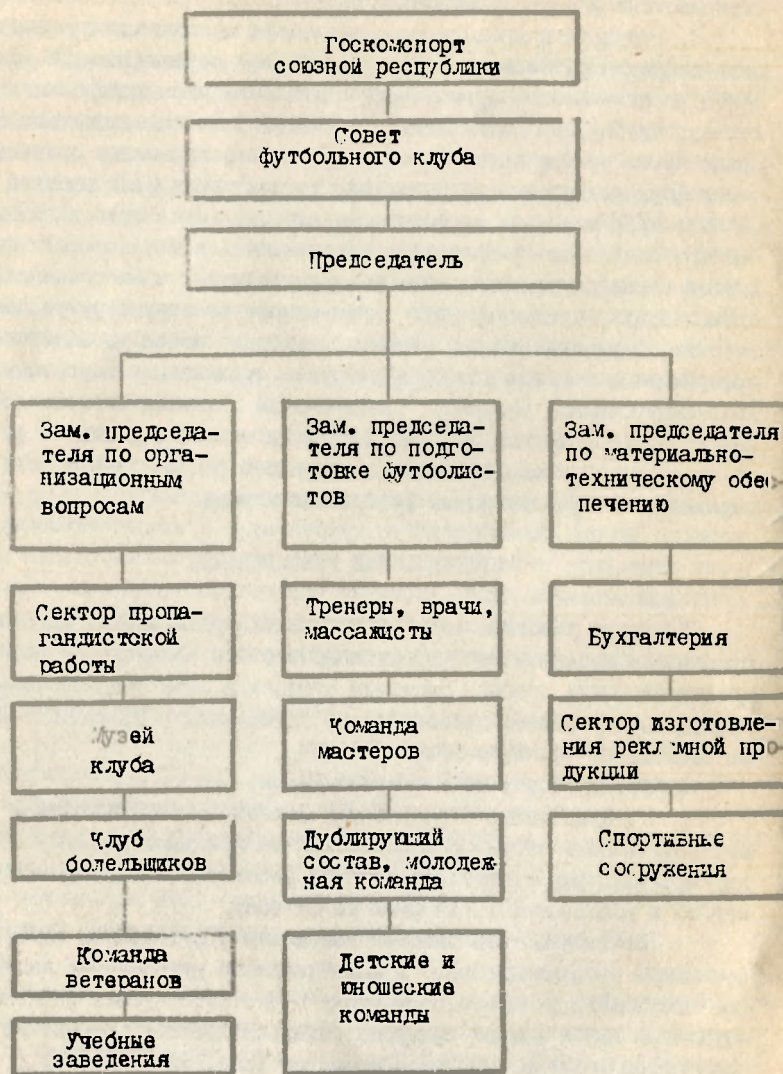 Госкомспорт
союзной республики
Совет
футбольного клуба
Председатель
Зам. председа-
теля по орга-
низационным
вопросам
Сектор пропа-
гандистской
работы
Музей
клуба
Клуб
болельщиков
Команда
ветеранов
Учебные
заведения
Зам. председа-
теля по подго-
товке футболис-
тов
Тренеры, врачи,
массажисты
Команда
мастеров
Дублирующий
состав, молодеж-
ная команда
Детские и
юношеские
команды
Зам. председателя
по материально-
техническому обес
печению
Бухгалтерия
Сектор изготовле-
ния рекламной про-
дукции
Спортивные
сооружения